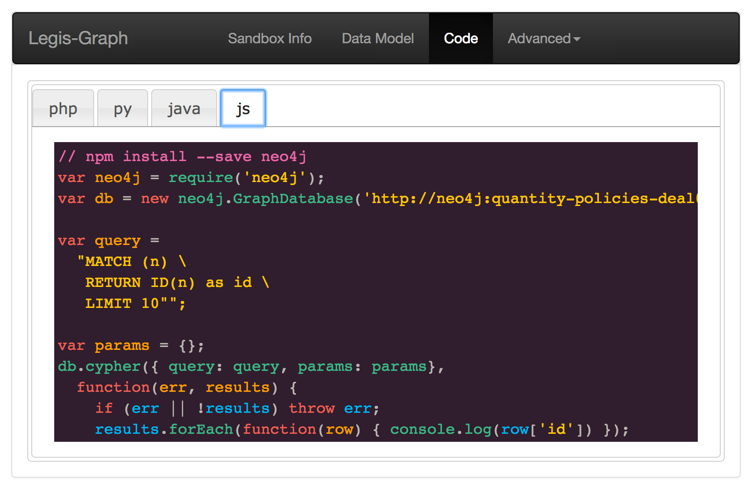 Legis-Graph Sandbox Info Data Model Code Advanced
php py java js
// npm install --save neo4j
var neo4j = require('neo4j');
var db = new neo4j.GraphDatabase('http://neo4j:quantity-policies-deal
var query =
"MATCH (n) \
RETURN ID(n) as id \
LIMIT 10"";
var params = {};
db.cypher({ query: query, params: params},
function(err, results) {
if (err || !results) throw err;
results.forEach(function(row) { console.log(row['id']) });